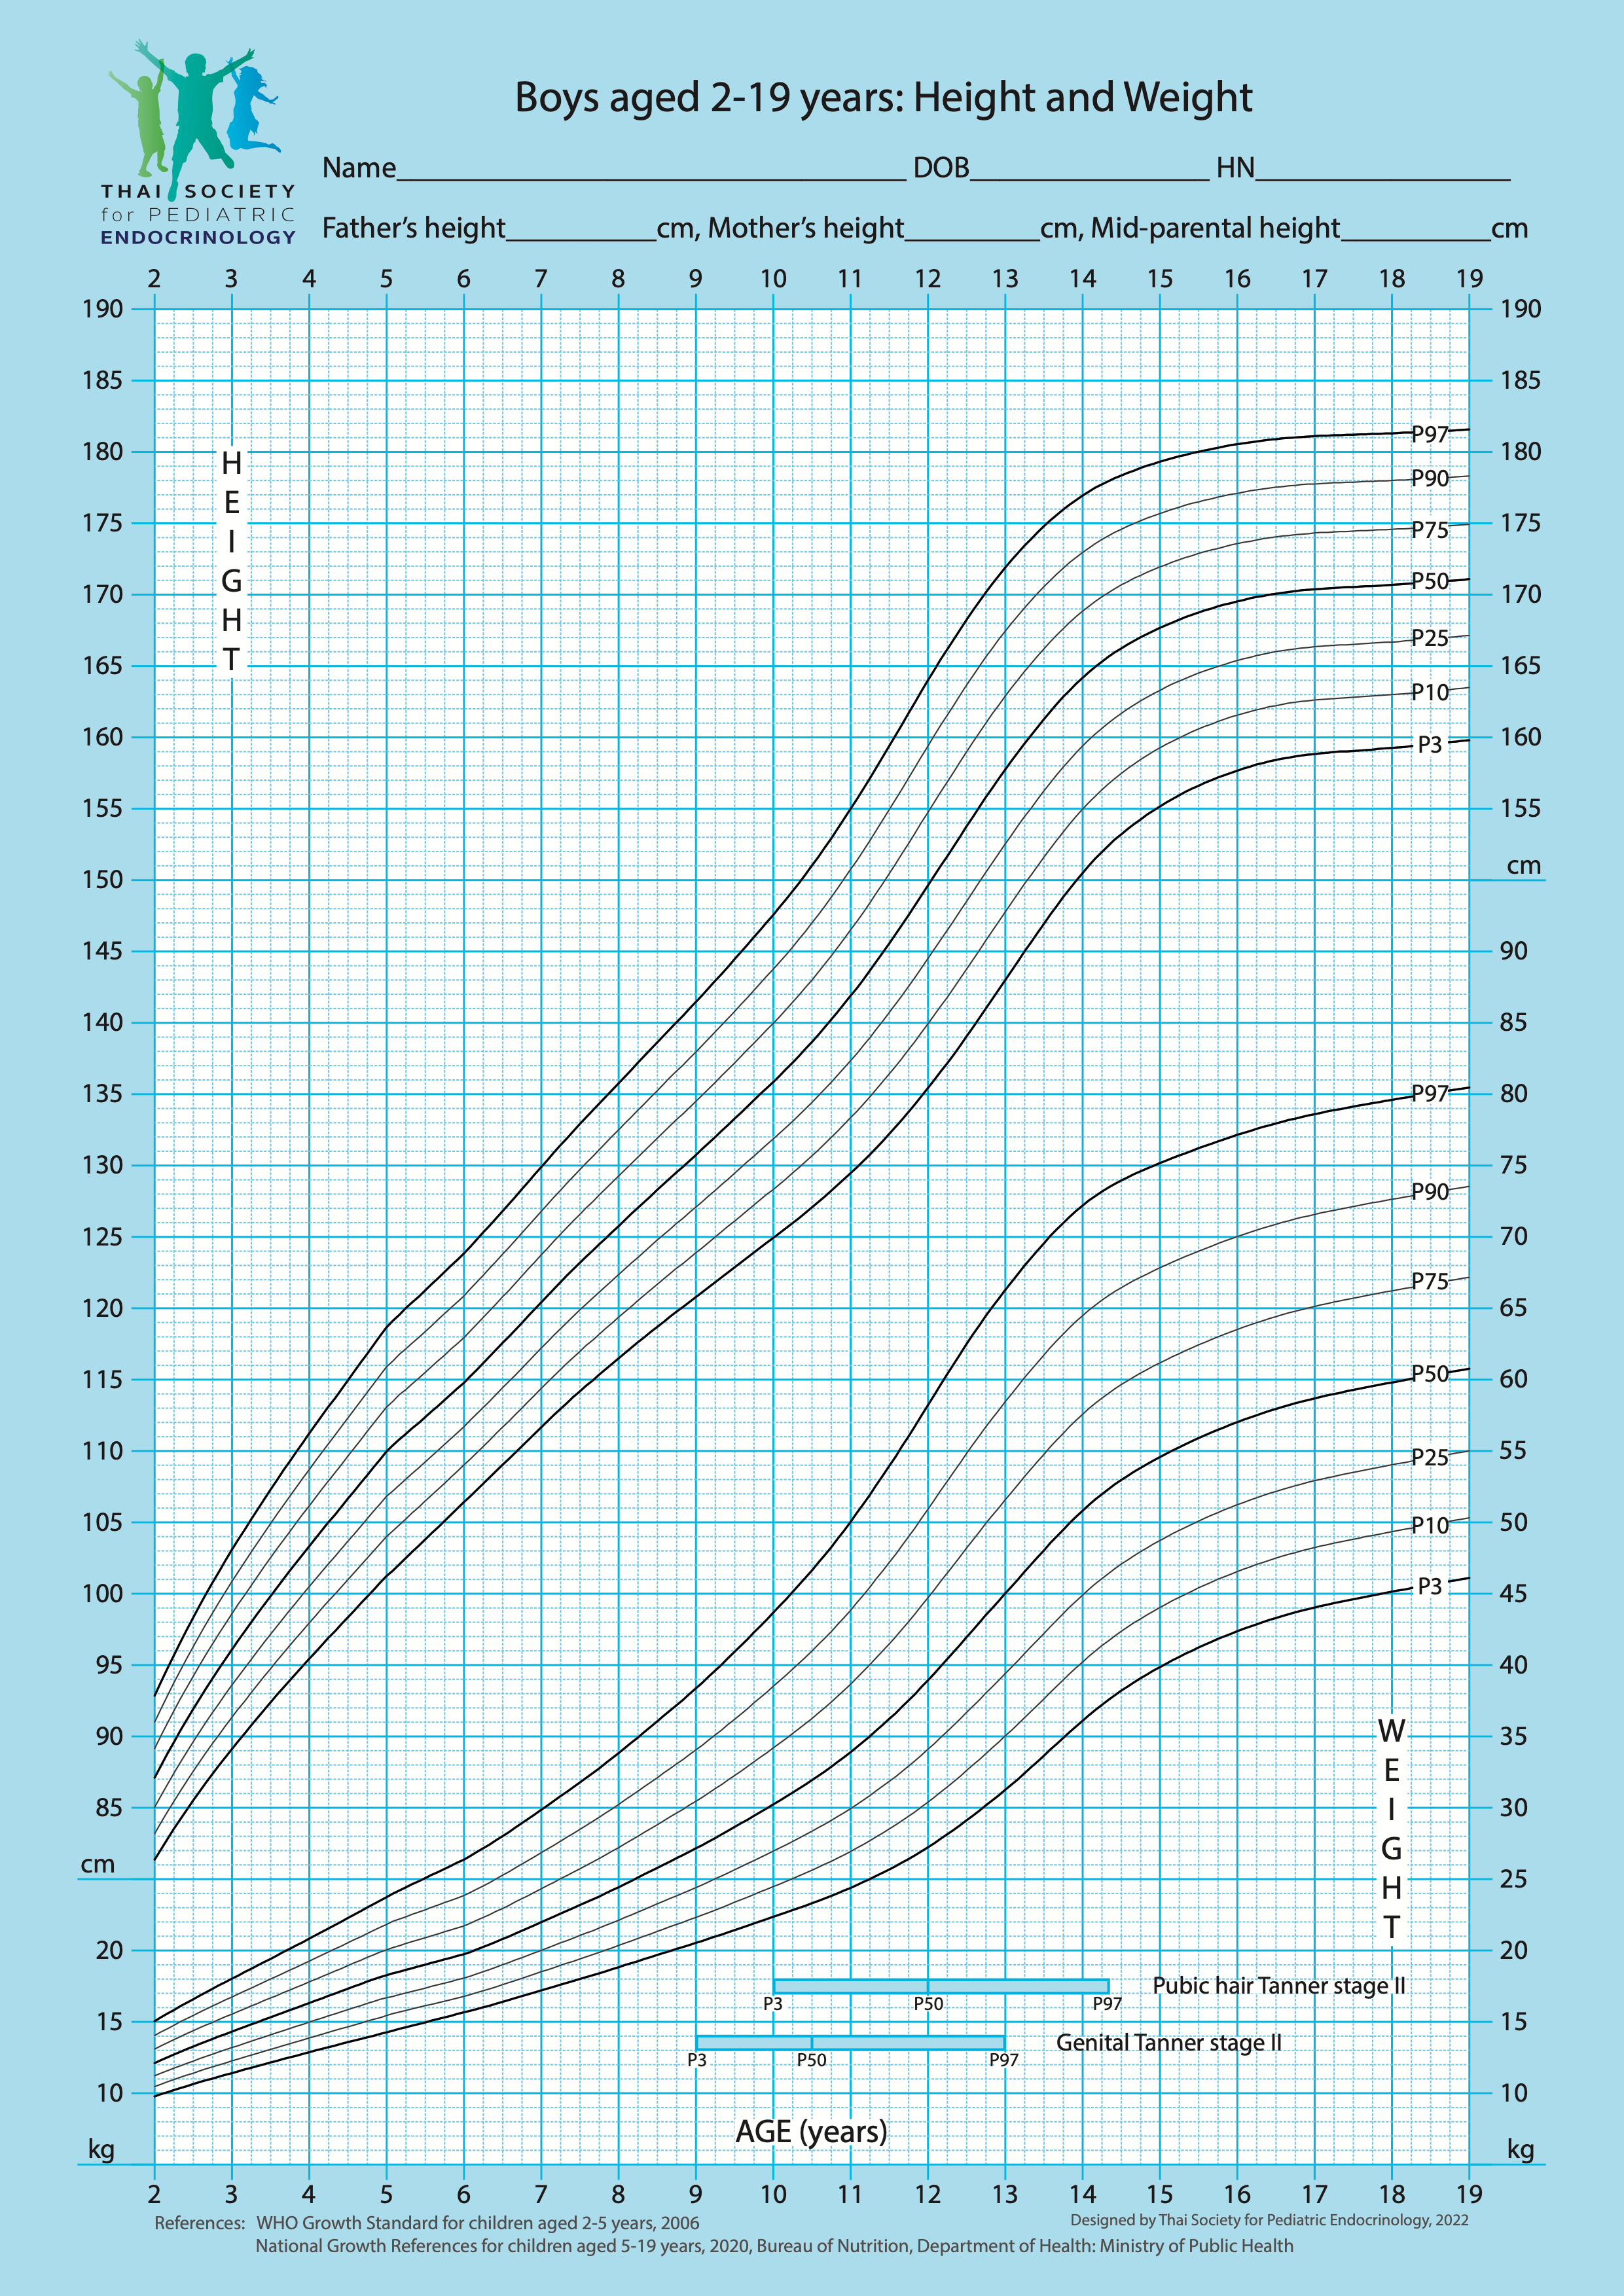 Boys aged 2-19 years: Height and Weight
THAI SOCIETY
for PEDIATRIC
ENDOCRINOLOGY
Name DOB HN
Father’s height cm, Mother’s height cm, Mid-parental height cm
2 3 4 5 6 7 8 9 10 11 12 13 14 15 16 17 18 19
190 190
185 185
P97
180 HEIGHT 180
P90
175 175
P75
P50
170 170
P25
165 165
P10
160 P3 160
155 155
150 cm
145 90
140 85
135 P97 80
130 75
P90
125 70
P75
120 65
115 P50 60
110 55
P25
105 P10 50
100 P3 45
95 40
90 WEIGHT 35
85 30
cm 25
20 20
Pubic hair Tanner stage II
P3 P50 P97
15 15
Genital Tanner stage II
P3 P50 P97
10 10
AGE (years)
kg kg
2 3 4 5 6 7 8 9 10 11 12 13 14 15 16 17 18 19
References: WHO Growth Standard for children aged 2-5 years, 2006
Designed by Thai Society for Pediatric Endocrinology, 2022
National Growth References for children aged 5-19 years, 2020, Bureau of Nutrition, Department of Health: Ministry of Public Health